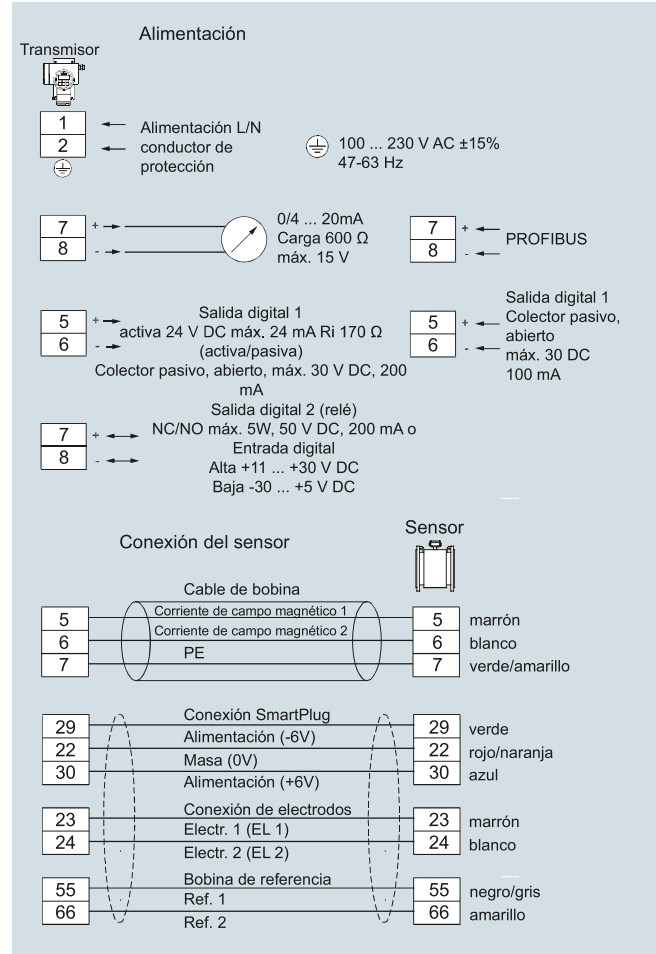 Alimentación
Transmisor
1
2
Alimentación L/N
conductor de
protección
100 ... 230 V AC ±15%
47-63 Hz
7
8
+
-
0/4 ... 20mA
Carga 600 Ω
máx. 15 V
7
8
+
-
PROFIBUS
5
6
+
-
Salida digital 1
activa 24 V DC máx. 24 mA Ri 170 Ω
(activa/pasiva)
Colector pasivo, abierto, máx. 30 V DC, 200
mA
5
6
+
-
Salida digital 1
Colector pasivo,
abierto
máx. 30 DC
100 mA
7
8
+
-
Salida digital 2 (relé)
NC/NO máx. 5W, 50 V DC, 200 mA o
Entrada digital
Alta +11 ... +30 V DC
Baja -30 ... +5 V DC
Conexión del sensor
Sensor
Cable de bobina
5 Corriente de campo magnético 1 5 marrón
6 Corriente de campo magnético 2 6 blanco
7 PE 7 verde/amarillo
Conexión SmartPlug
29 Alimentación (-6V) 29 verde
22 Masa (0V) 22 rojo/naranja
30 Alimentación (+6V) 30 azul
Conexión de electrodos
23 Electr. 1 (EL 1) 23 marrón
24 Electr. 2 (EL 2) 24 blanco
Bobina de referencia
55 Ref. 1 55 negro/gris
66 Ref. 2 66 amarillo